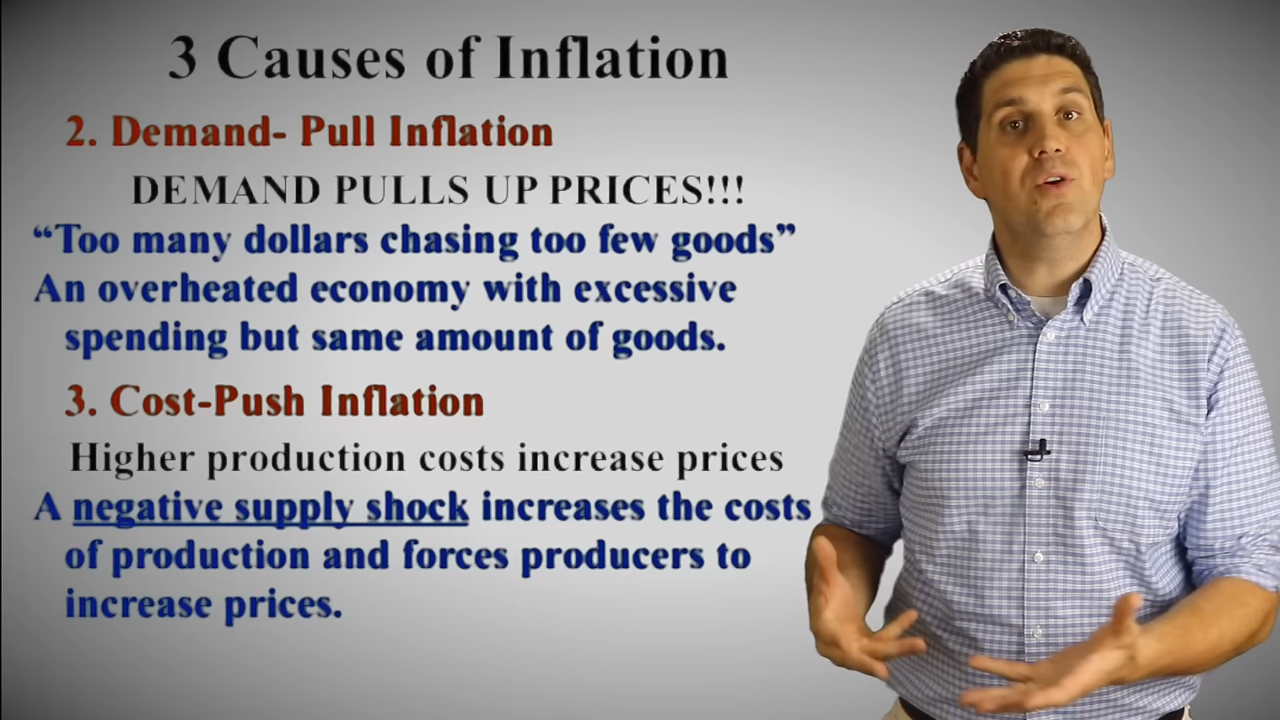 3 Causes of Inflation
2. Demand- Pull Inflation
DEMAND PULLS UP PRICES!!!
“Too many dollars chasing too few goods”
An overheated economy with excessive
spending but same amount of goods.
3. Cost-Push Inflation
Higher production costs increase prices
A negative supply shock increases the costs
of production and forces producers to
increase prices.